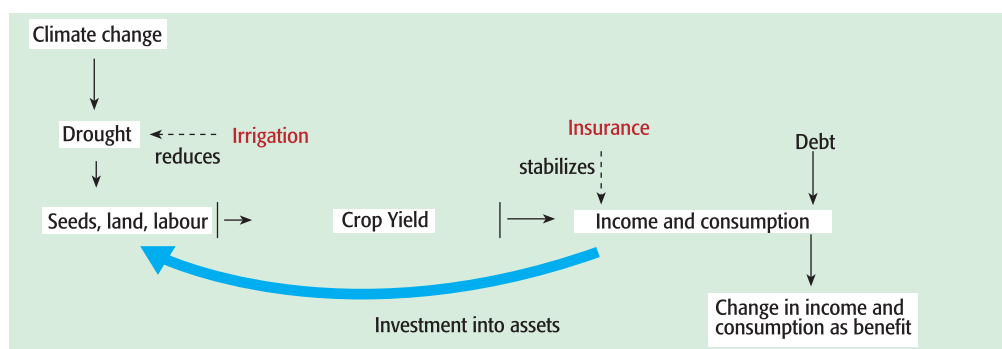 Climate change
Drought
reduces
Irrigation
Insurance
stabilizes
Debt
Seeds, land, labour
Crop Yield
Income and consumption
Investment into assets
Change in income and
consumption as benefit